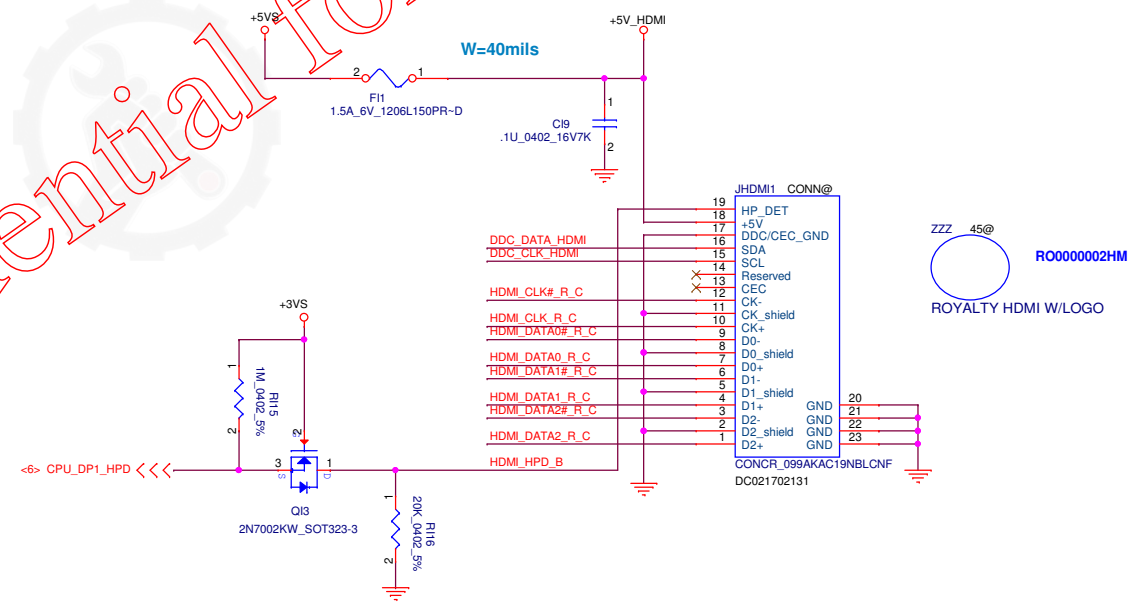 ential fo
+5VS
+5V_HDMI
W=40mils
2
1
FI1
1.5A_6V_1206L150PR~D
1
CI9
.1U_0402_16V7K
2
JHDMI1 CONN@
19 HP_DET
18 +5V
17 DDC/CEC_GND
DDC_DATA_HDMI 16 SDA
DDC_CLK_HDMI 15 SCL
14 Reserved
13 CEC
HDMI_CLK#_R_C 12 CK-
11 CK_shield
HDMI_CLK_R_C 10 CK+
HDMI_DATA0#_R_C 9 D0-
8 D0_shield
HDMI_DATA0_R_C 7 D0+
HDMI_DATA1#_R_C 6 D1-
5 D1_shield
HDMI_DATA1_R_C 4 D1+ GND 20
HDMI_DATA2#_R_C 3 D2- GND 21
2 D2_shield GND 22
HDMI_DATA2_R_C 1 D2+ GND 23
HDMI_HPD_B
CONCR_099AKAC19NBLCNF
DC021702131
ZZZ 45@
RO0000002HM
ROYALTY HDMI W/LOGO
+3VS
1
RI15
1M_0402_5%
2
2
G
<6> CPU_DP1_HPD
3
S
1
D
QI3
2N7002KW_SOT323-3
1
RI16
20K_0402_5%
2